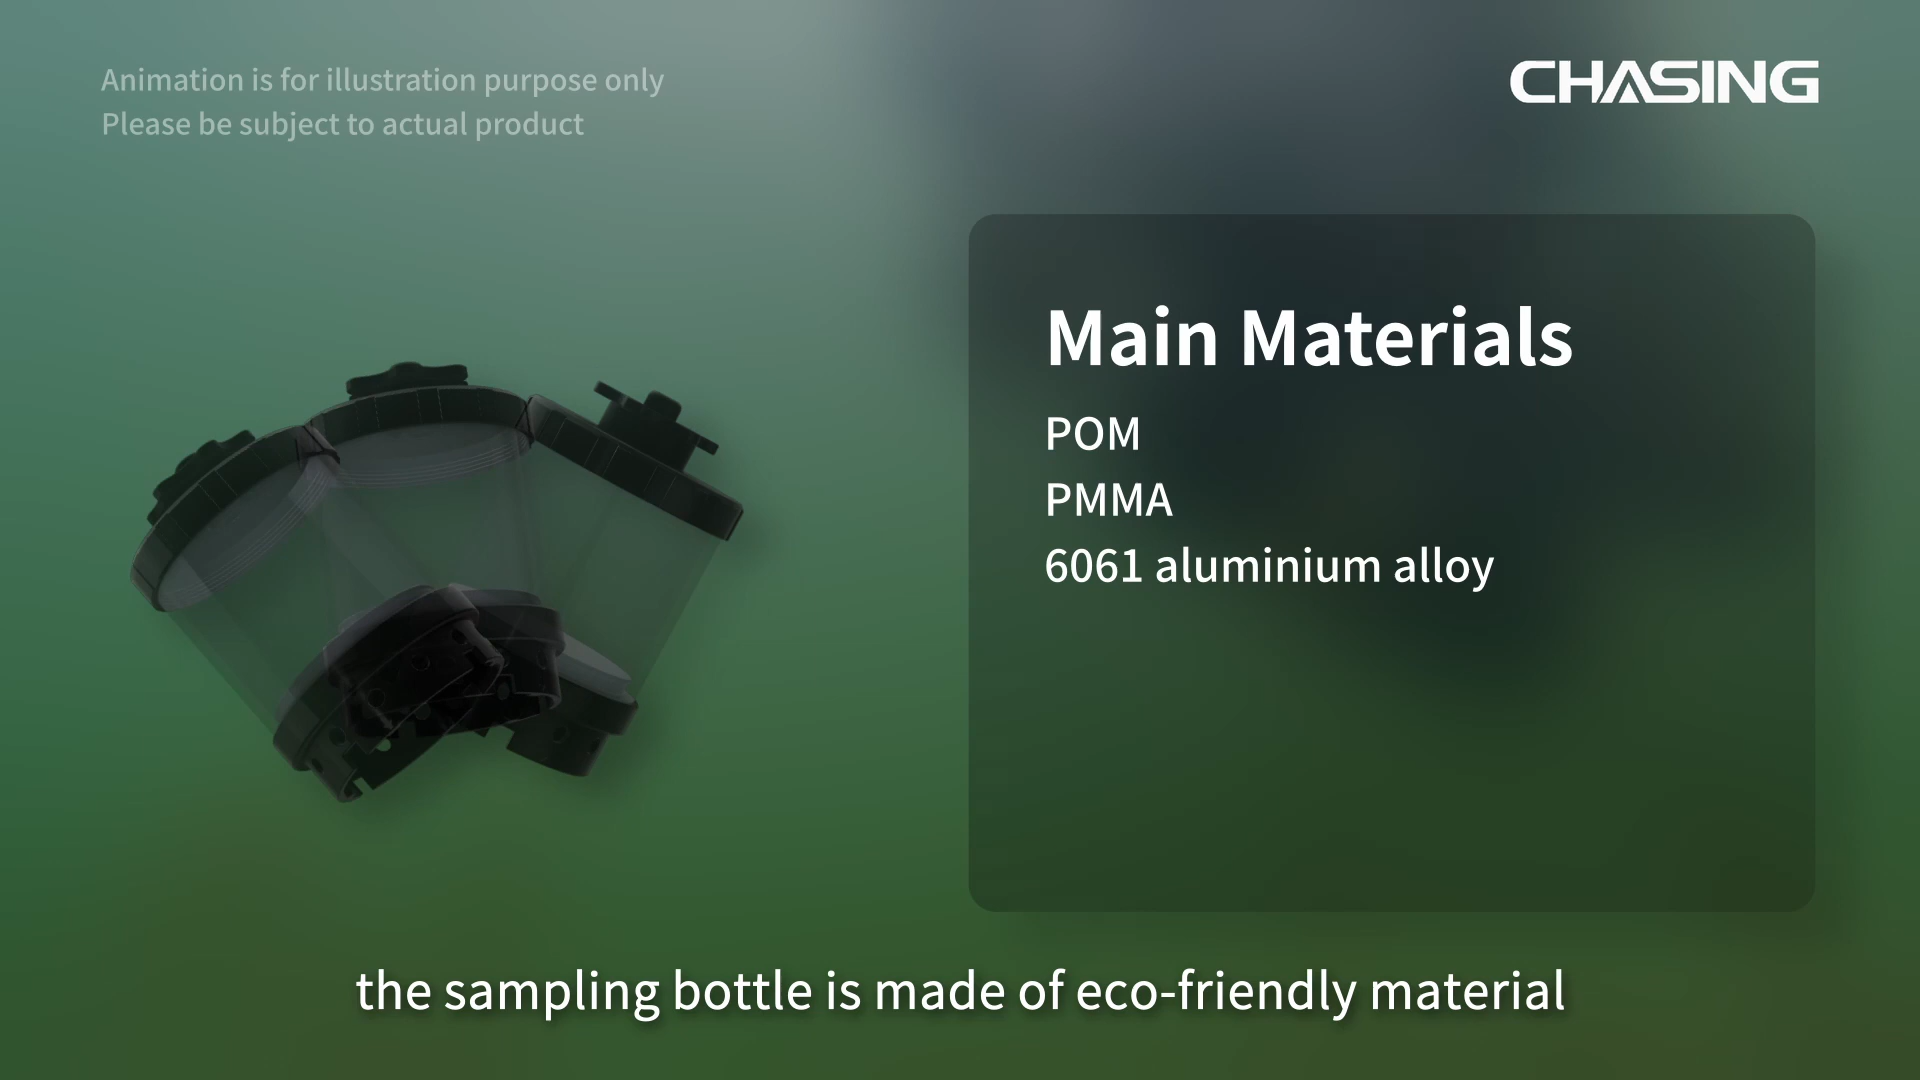 Animation is for illustration purpose only
Please be subject to actual product
CHASING
Main Materials
POM
PMMA
6061 aluminium alloy
the sampling bottle is made of eco-friendly material